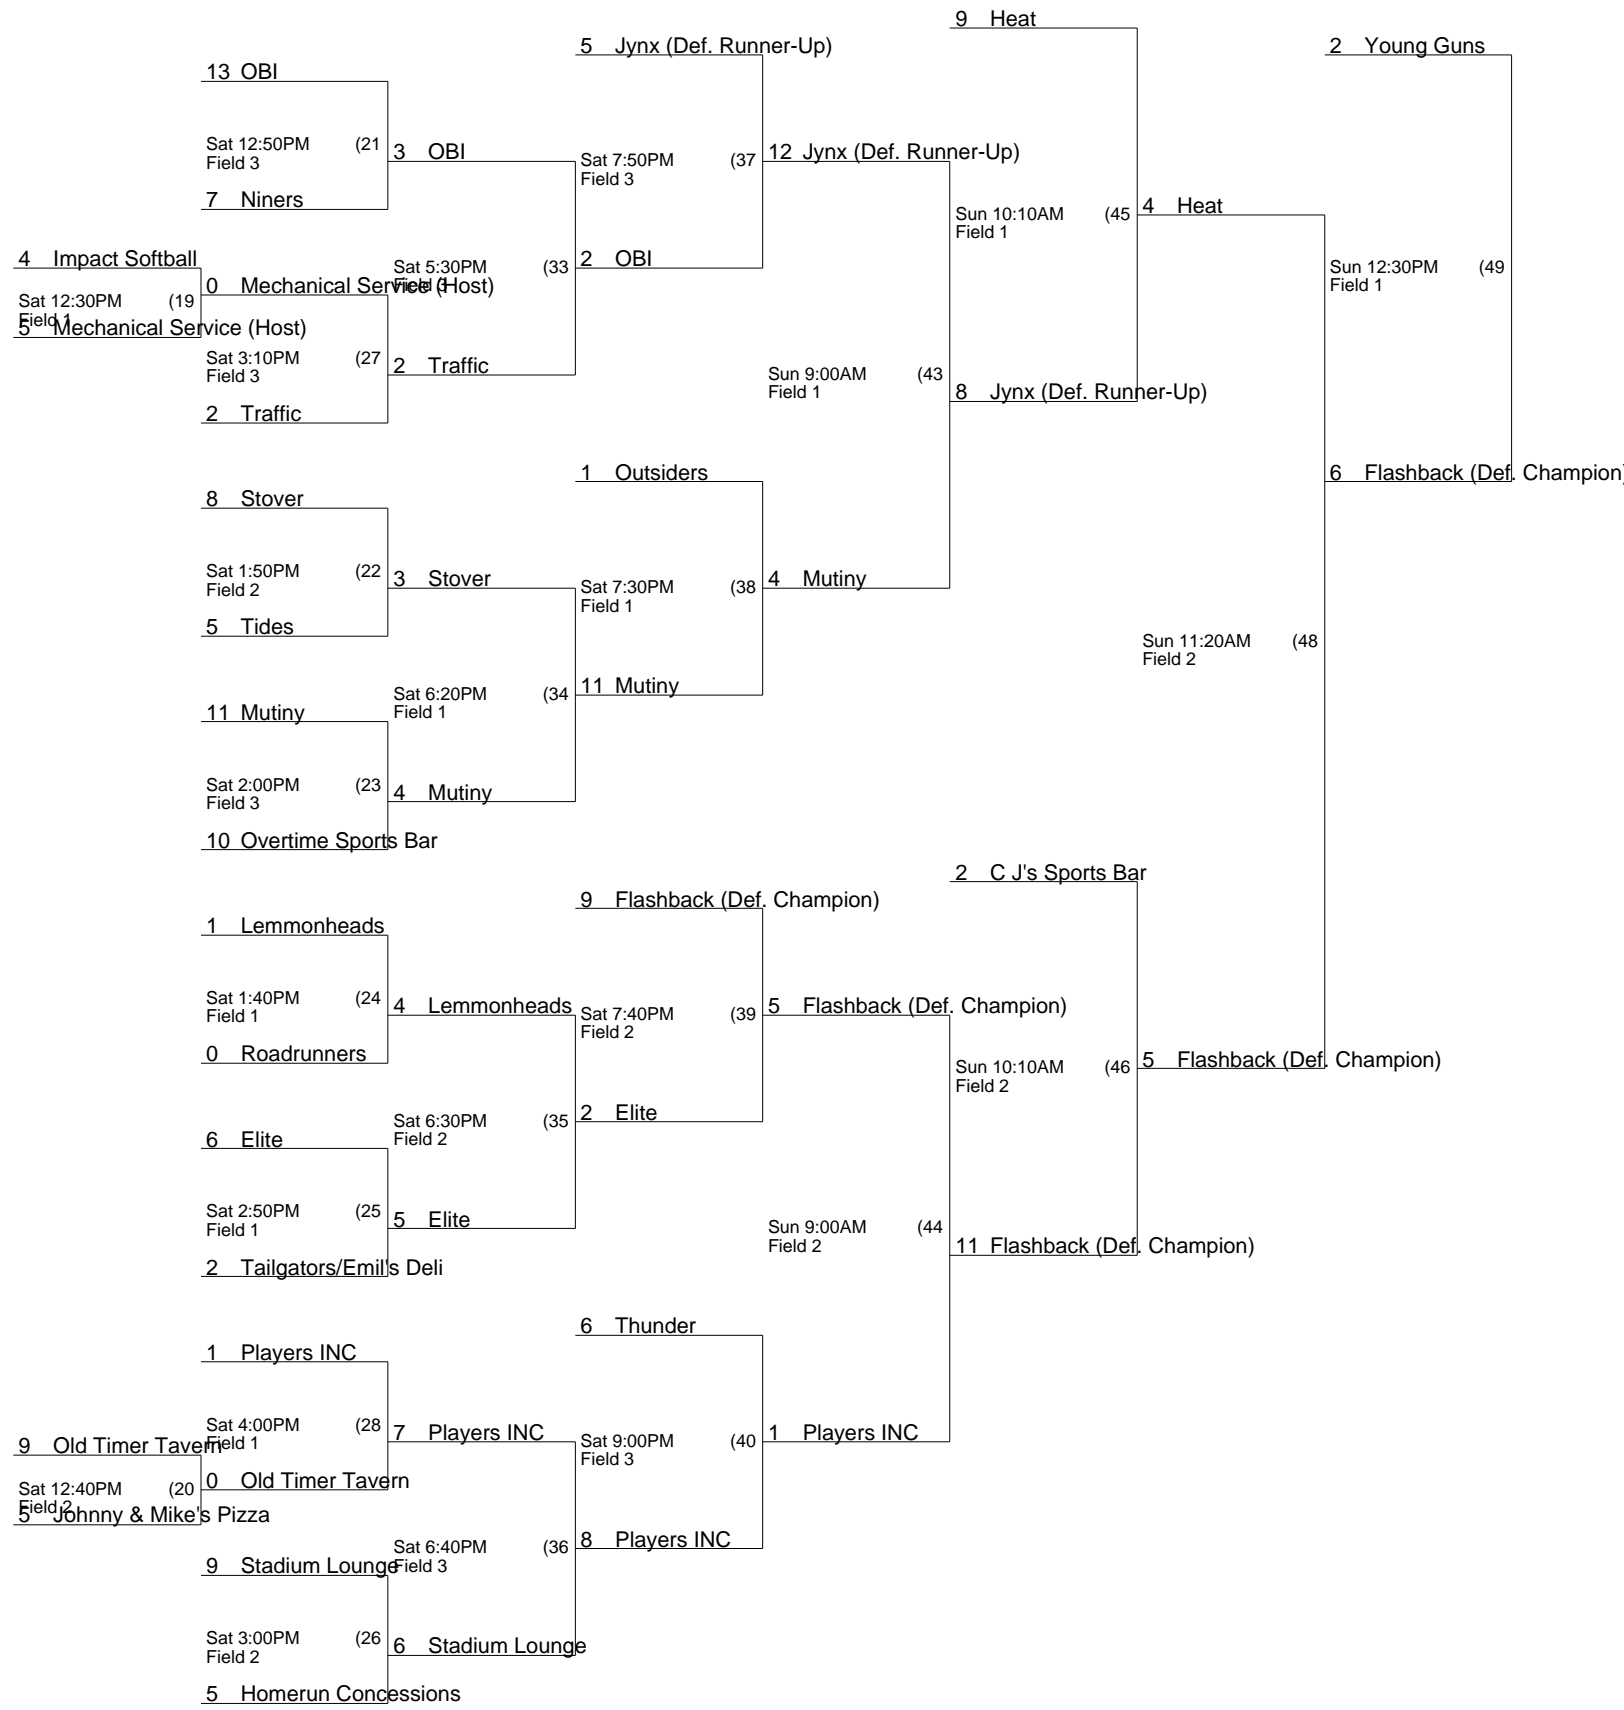 9 Heat
5 Jynx (Def. Runner-Up)
2 Young Guns
13 OBI
Sat 12:50PM (21
Field 3
3 OBI
Sat 7:50PM (37
Field 3
12 Jynx (Def. Runner-Up)
7 Niners
Sun 10:10AM (45
Field 1
4 Heat
4 Impact Softball
Sat 12:30PM (19
Field 1
5 Mechanical Service (Host)
0 Mechanical Service (Host)
Sat 5:30PM (33
Field 3
2 OBI
Sun 12:30PM (49
Field 1
Sat 3:10PM (27
Field 3
2 Traffic
2 Traffic
Sun 9:00AM (43
Field 1
8 Jynx (Def. Runner-Up)
1 Outsiders
6 Flashback (Def. Champion)
8 Stover
Sat 1:50PM (22
Field 2
3 Stover
Sat 7:30PM (38
Field 1
4 Mutiny
5 Tides
Sun 11:20AM (48
Field 2
Sat 6:20PM (34
Field 1
11 Mutiny
11 Mutiny
Sat 2:00PM (23
Field 3
4 Mutiny
10 Overtime Sports Bar
2 C J's Sports Bar
9 Flashback (Def. Champion)
1 Lemmonheads
Sat 1:40PM (24
Field 1
4 Lemmonheads
Sat 7:40PM (39
Field 2
5 Flashback (Def. Champion)
0 Roadrunners
Sun 10:10AM (46
Field 2
5 Flashback (Def. Champion)
Sat 6:30PM (35
Field 2
2 Elite
6 Elite
Sat 2:50PM (25
Field 1
5 Elite
Sun 9:00AM (44
Field 2
11 Flashback (Def. Champion)
2 Tailgators/Emil's Deli
6 Thunder
1 Players INC
Sat 4:00PM (28
Field 1
7 Players INC
Sat 9:00PM (40
Field 3
1 Players INC
9 Old Timer Tavern
Sat 12:40PM (20
Field 2
5 Johnny & Mike's Pizza
0 Old Timer Tavern
Sat 6:40PM (36
Field 3
8 Players INC
9 Stadium Lounge
Sat 3:00PM (26
Field 2
6 Stadium Lounge
5 Homerun Concessions